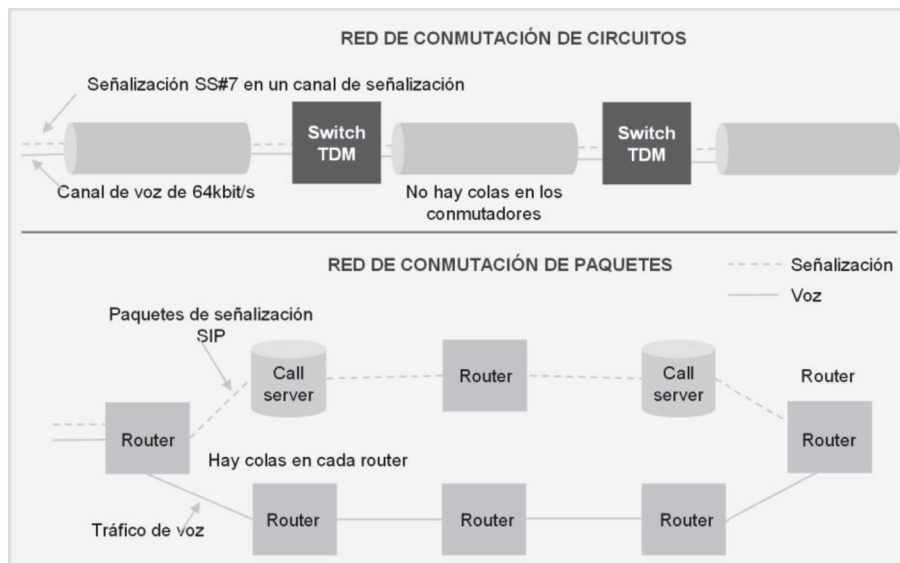 RED DE CONMUTACIÓN DE CIRCUITOS
Señalización SS#7 en un canal de señalización
Switch
TDM
Switch
TDM
Canal de voz de 64kbit/s
No hay colas en los
conmutadores
RED DE CONMUTACIÓN DE PAQUETES
Señalización
Voz
Paquetes de señalización
SIP
Call
server
Router
Call
server
Router
Router
Router
Hay colas en cada router
Tráfico de voz
Router
Router
Router